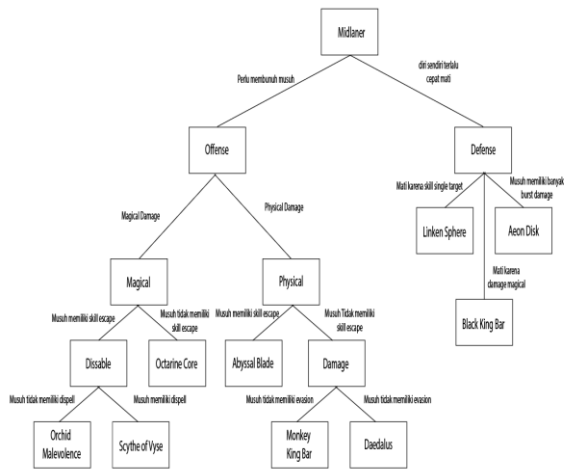 Midlaner
Perlu membunuh musuh
diri sendiri terlalu
cepat mati
Offense
Defense
Magical Damage
Physical Damage
Mati karena skill single target
Musuh memiliki banyak
burst damage
Linken Sphere
Aeon Disk
Magical
Physical
Mati karena
damage magical
Black King Bar
Musuh memiliki skill escape
Musuh tidak memiliki
skill escape
Musuh memiliki skill escape
Musuh Tidak memiliki
skill escape
Dissable
Octarine Core
Abyssal Blade
Damage
Musuh tidak memiliki dispell
Musuh memiliki dispell
Musuh tidak memiliki evasion
Musuh tidak memiliki evasion
Orchid
Malevolence
Scythe of Vyse
Monkey
King Bar
Daedalus